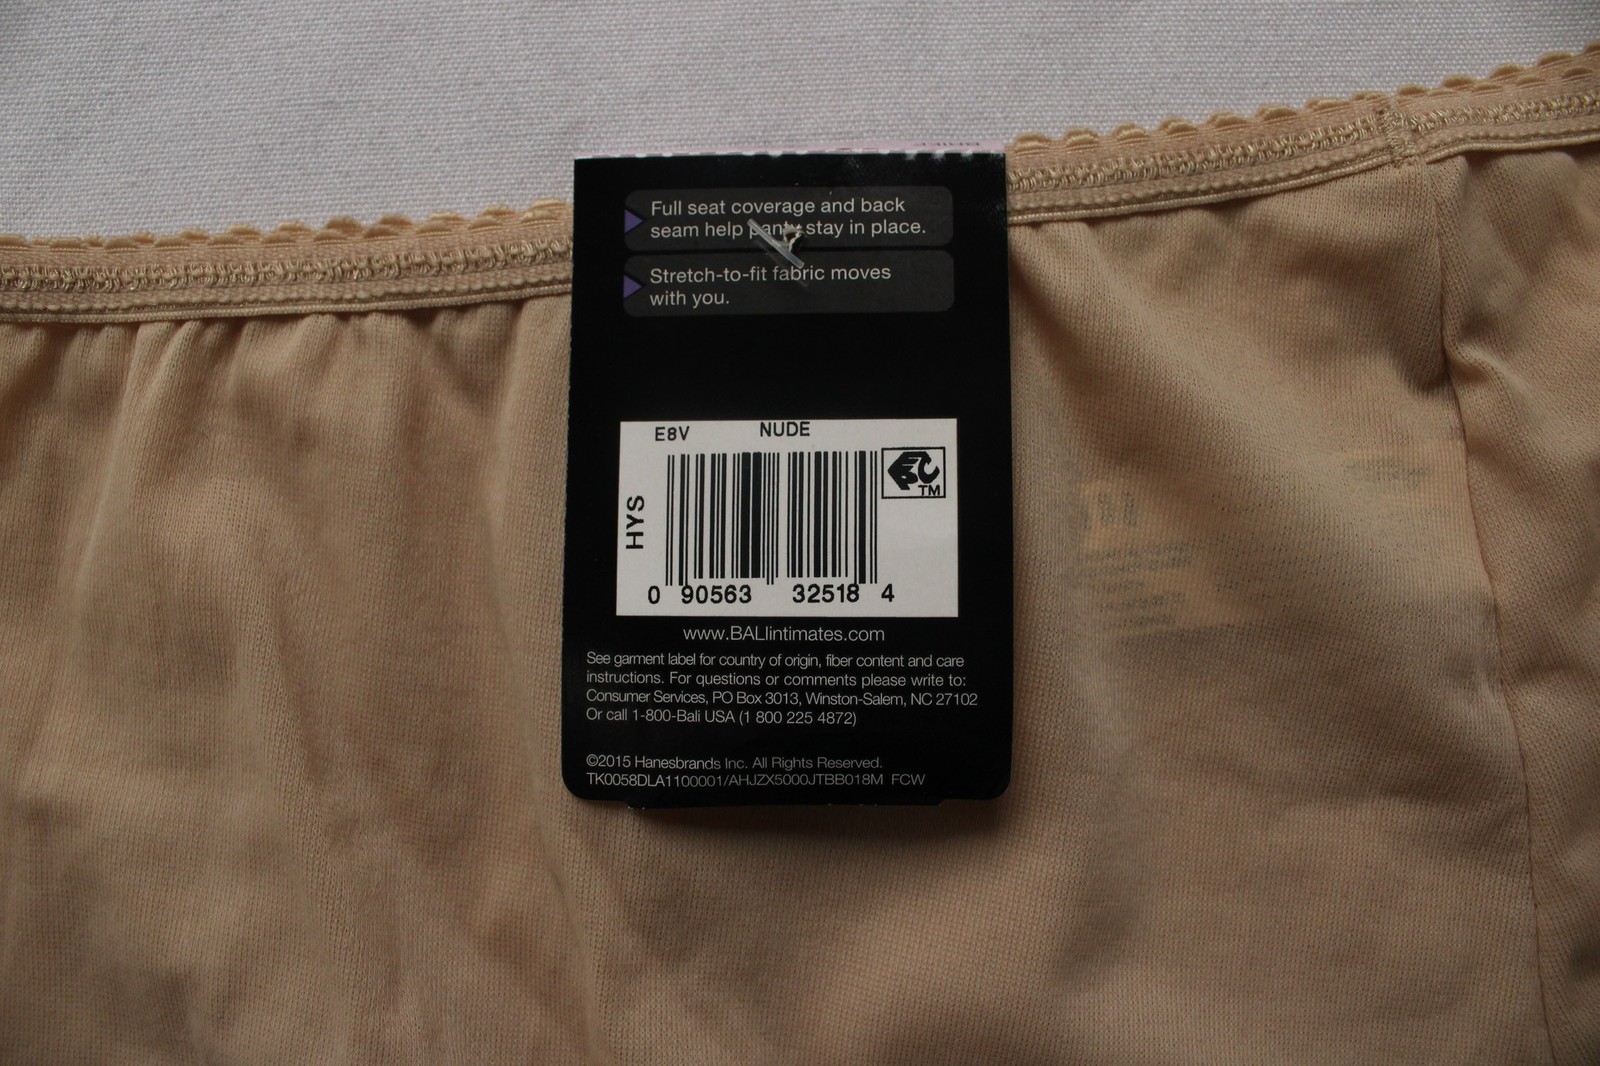 Full seat coverage and back
seam help panty stay in place.
Stretch-to-fit fabric moves
with you.
E8V NUDE
HYS
TM
0 90563 32518 4
www.BALIintimates.com
See garment label for country of origin, fiber content and care
instructions. For questions or comments please write to:
Consumer Services, PO Box 3013, Winston-Salem, NC 27102
Or call 1-800-Bali USA (1 800 225 4872)
©2015 Hanesbrands Inc. All Rights Reserved.
TK0058DLA1100001/AHJZX5000JTBB018M FCW